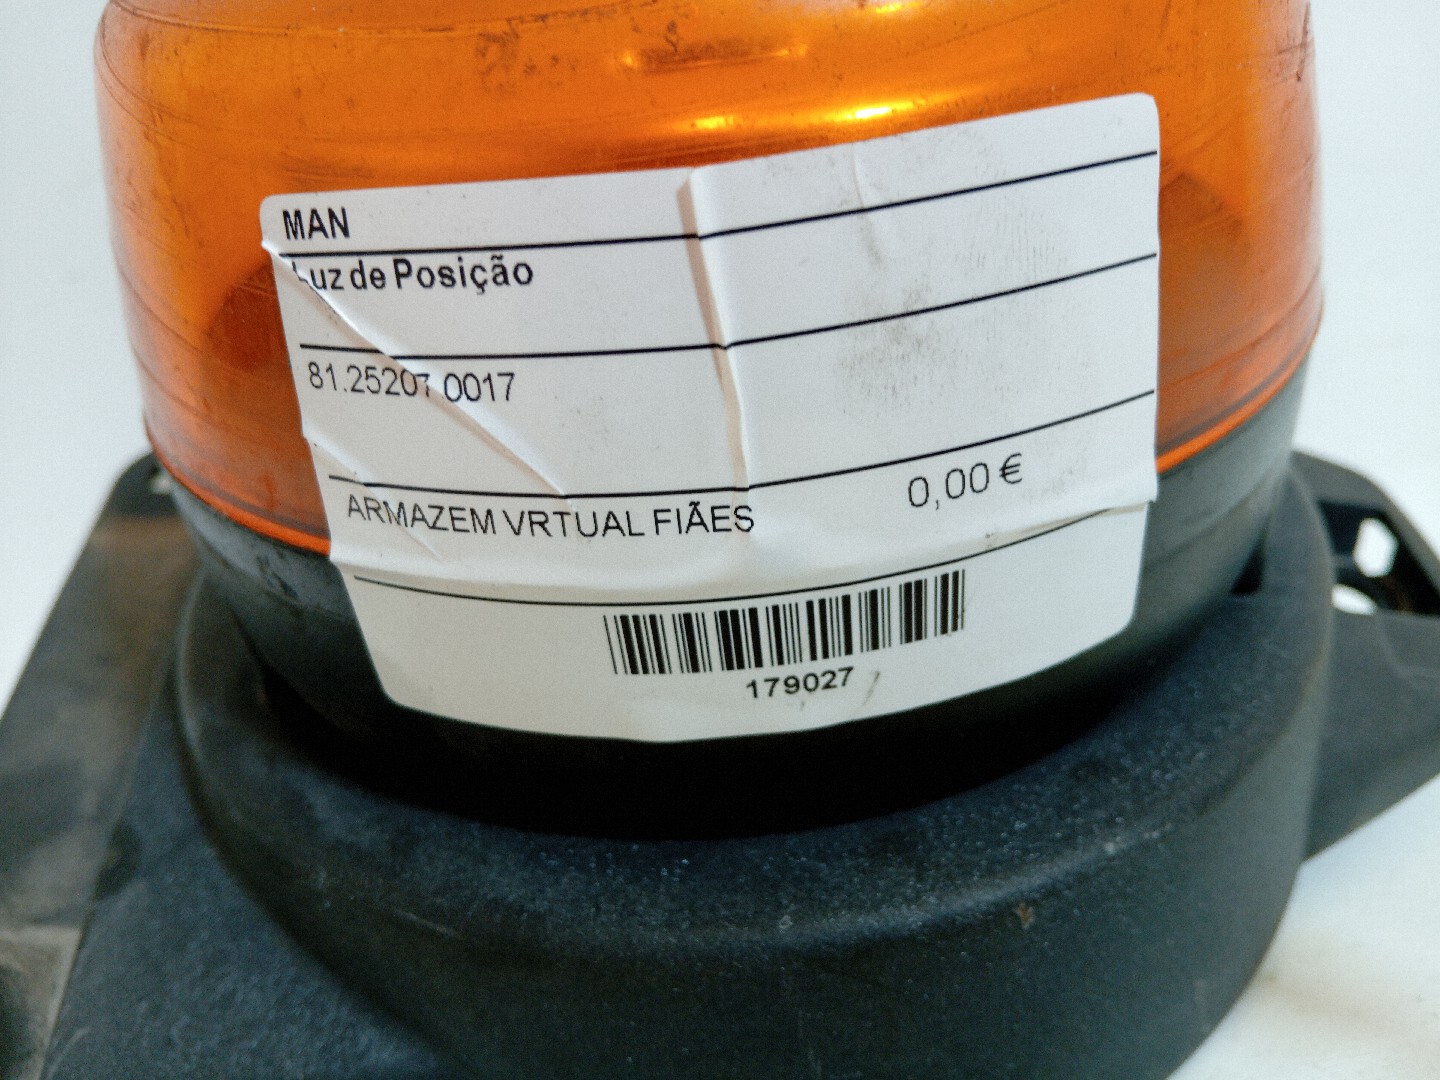 MAN
Luz de Posição
81.25207 0017
ARMAZEM VRTUAL FIÃES 0,00 €
179027